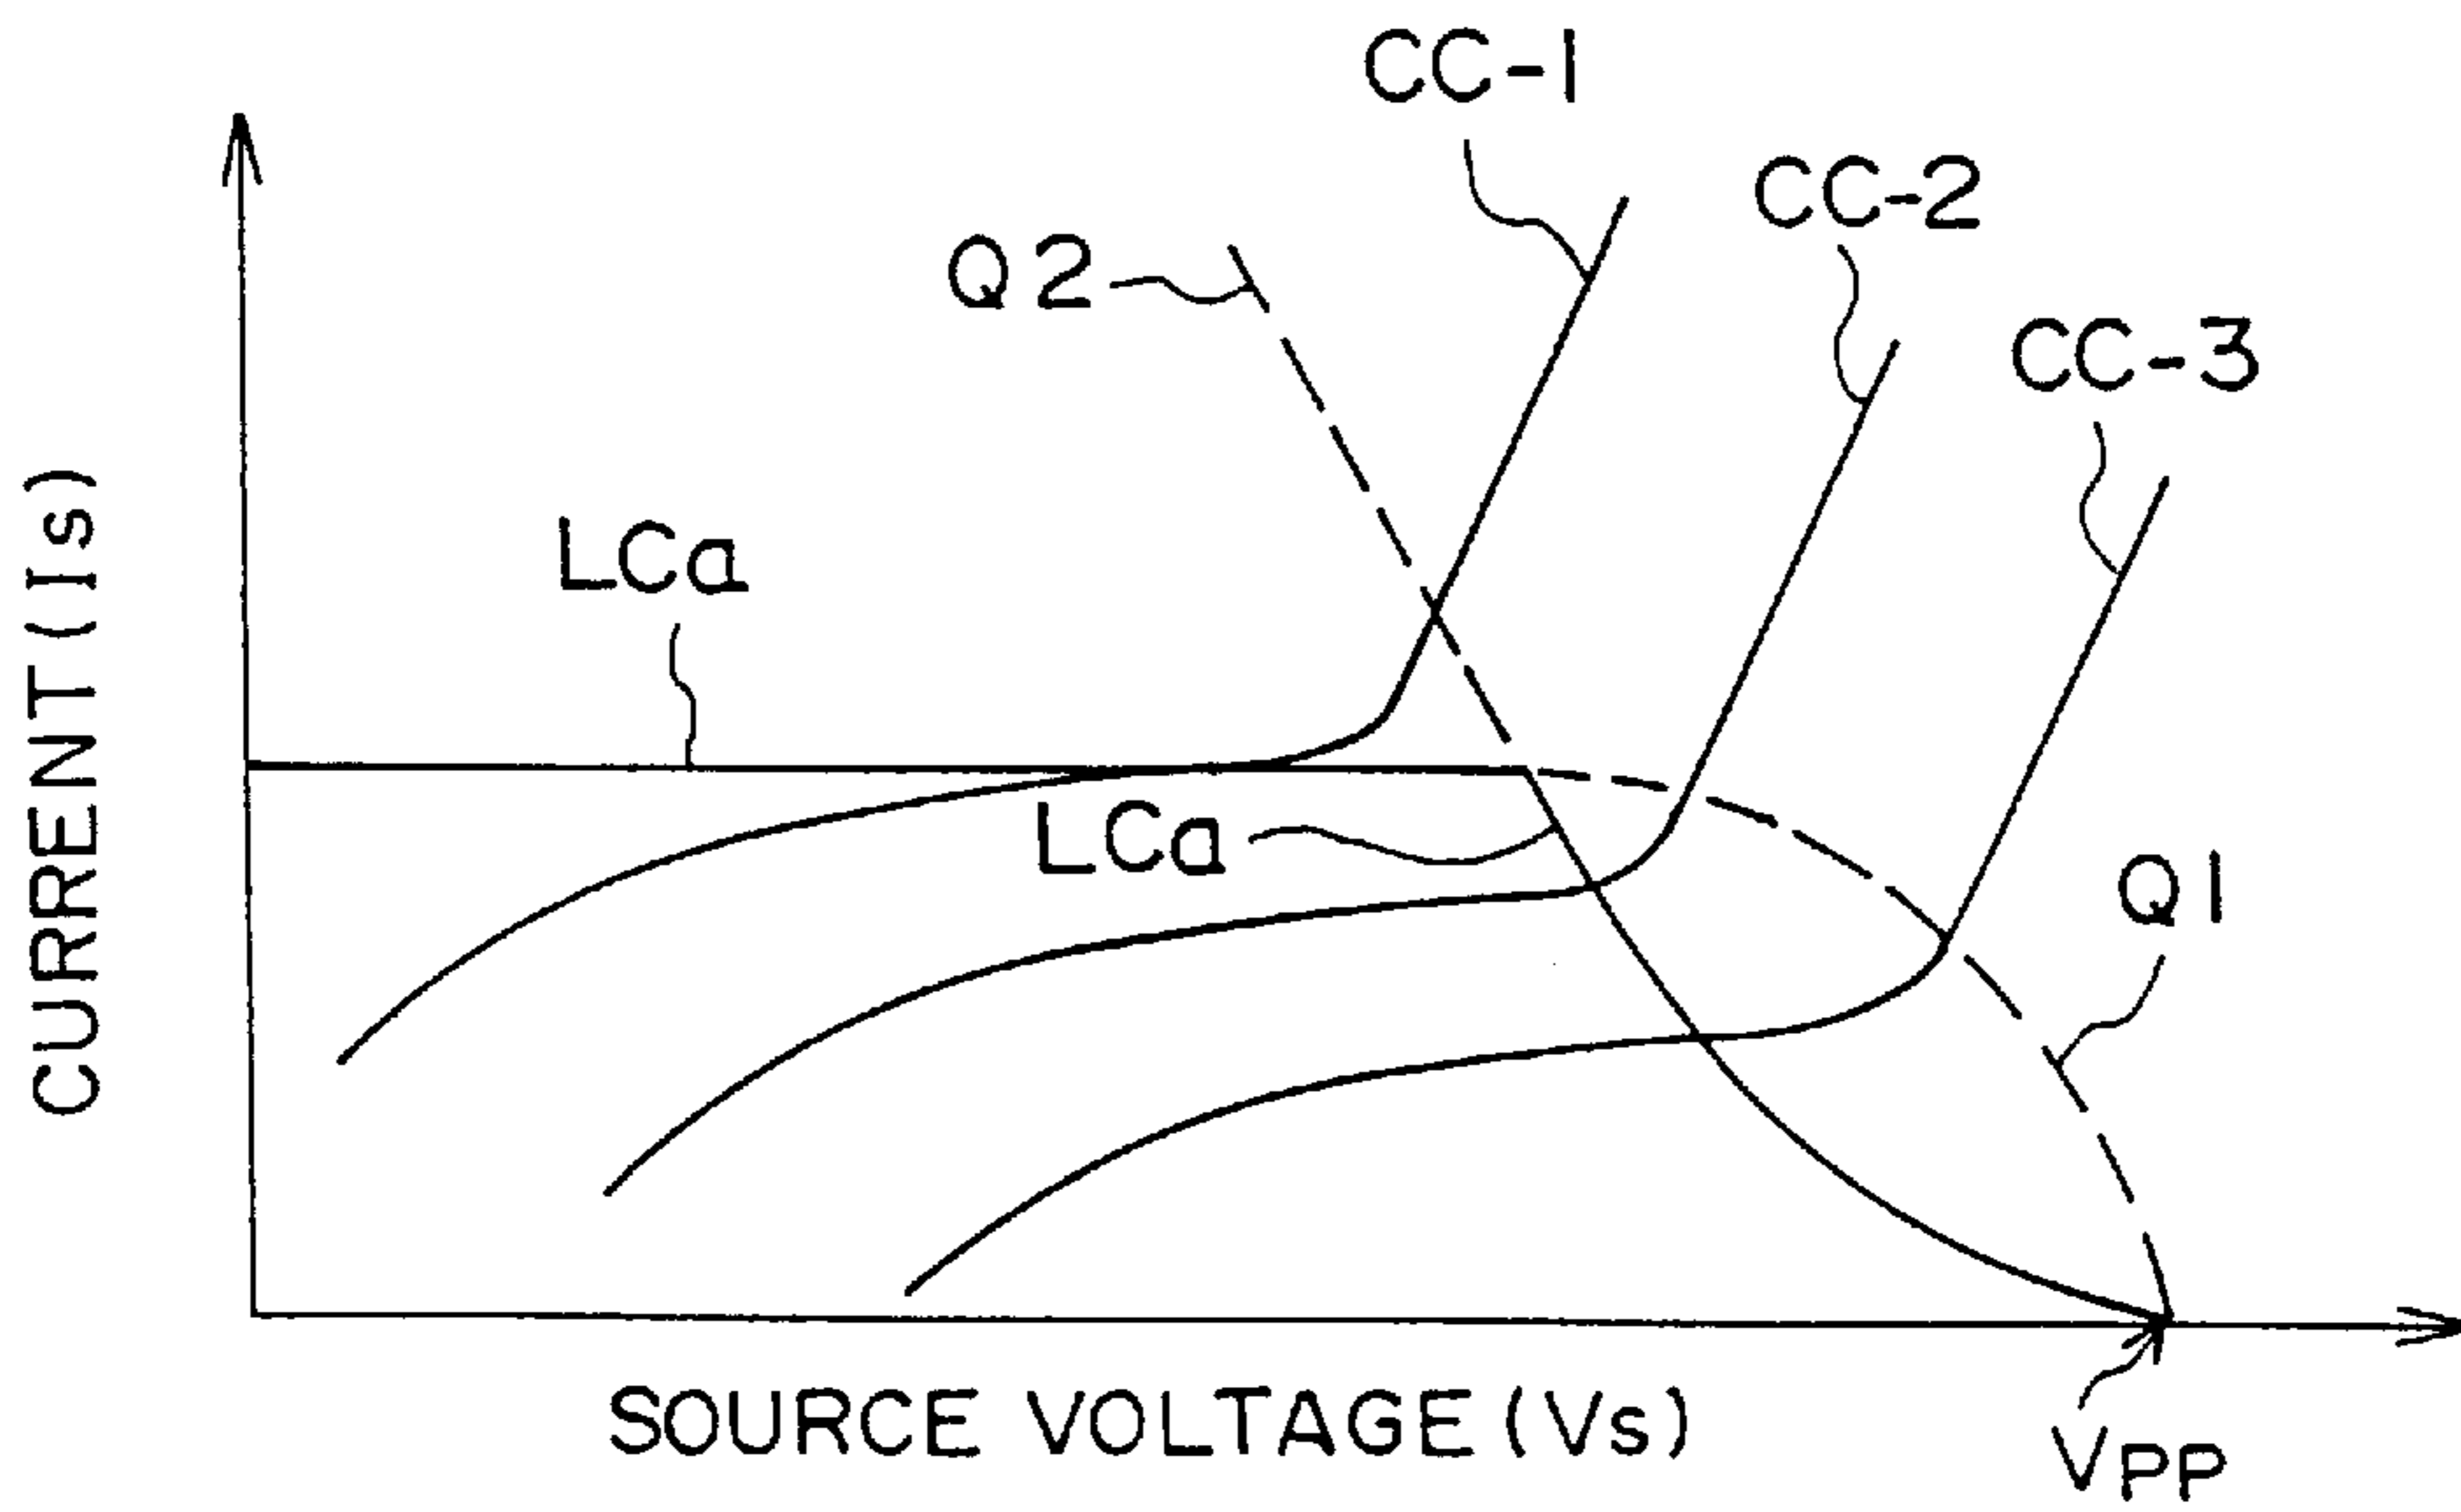 CC-1
CC-2
Q2
CC-3
LCa
LCa
Q1
CURRENT(Is)
SOURCE VOLTAGE(Vs)
VPP